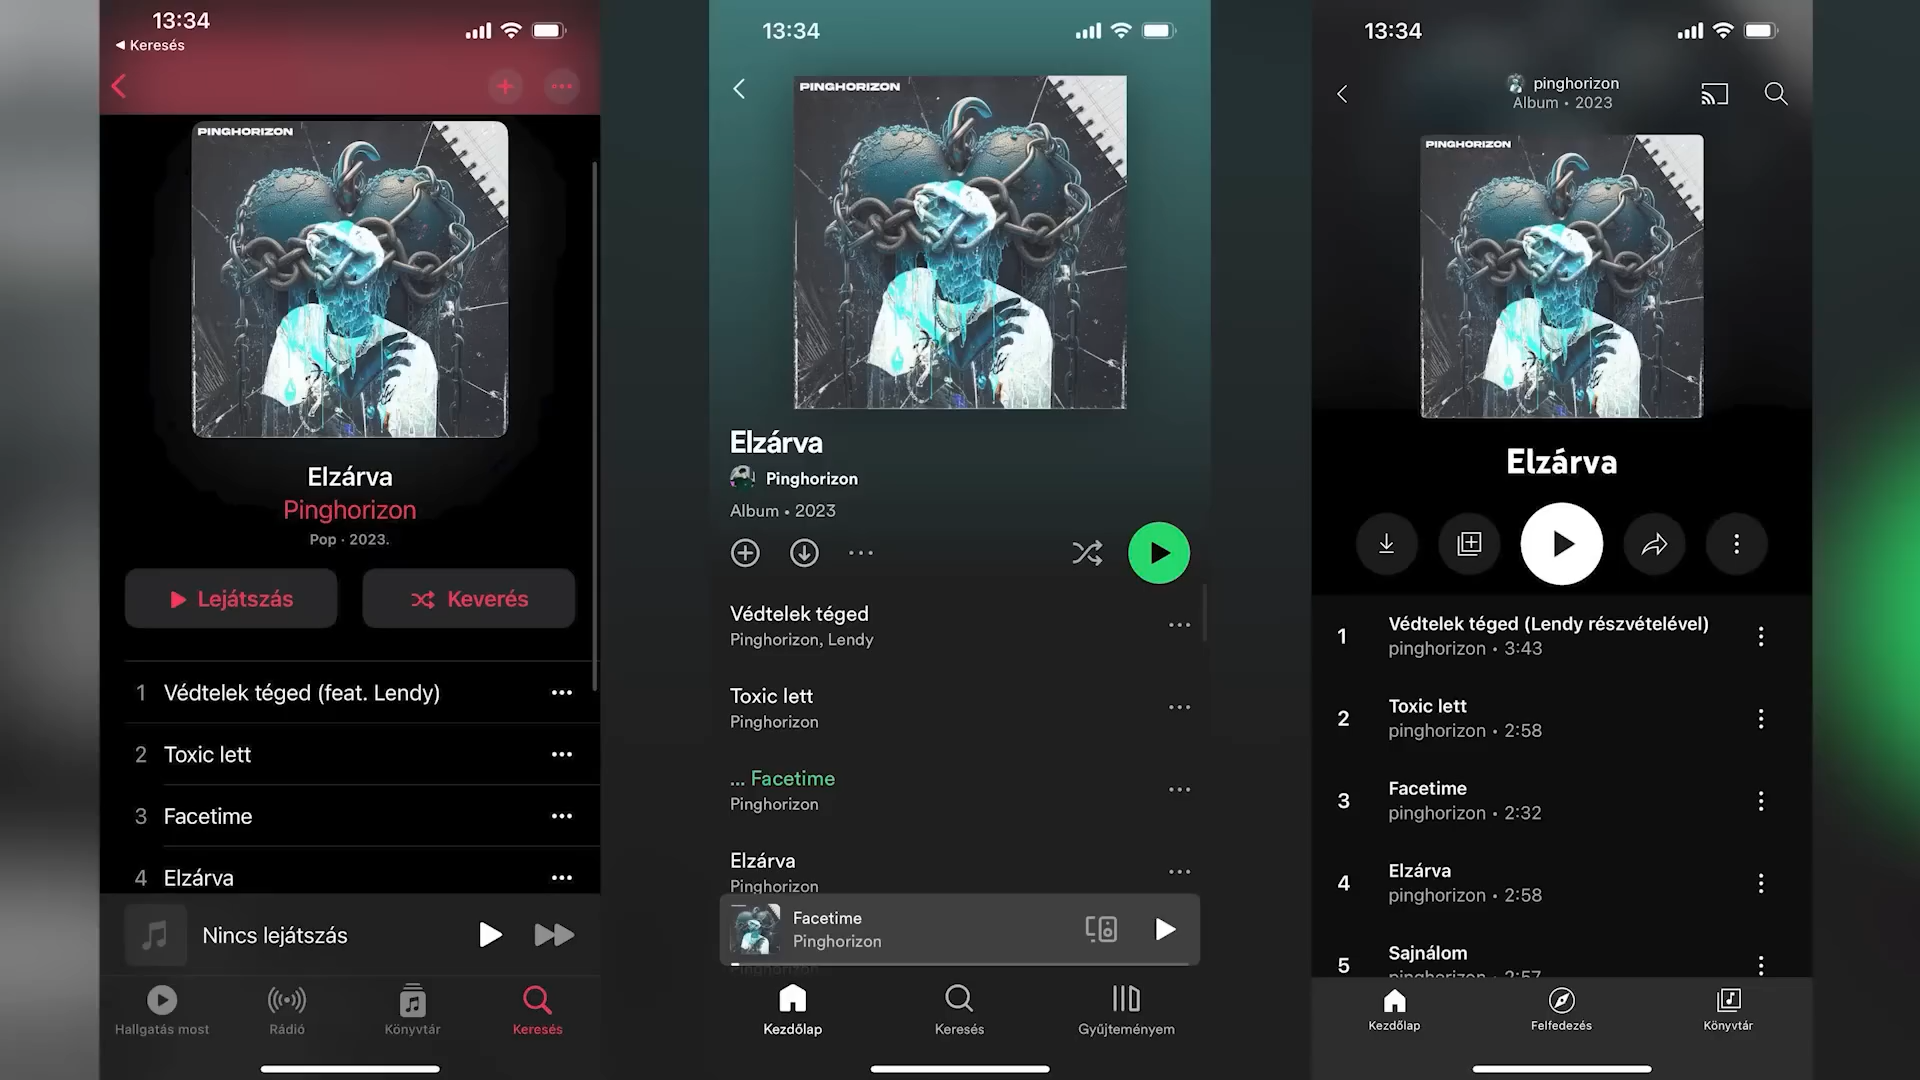 13:34
Keresés
PINGHORIZON
Elzárva
Pinghorizon
Pop · 2023.
Lejátszás
Keverés
1 Védtelek téged (feat. Lendy)
2 Toxic lett
3 Facetime
4 Elzárva
Nincs lejátszás
Hallgatás most
Rádió
Könyvtár
Keresés
13:34
PINGHORIZON
Elzárva
Pinghorizon
Album • 2023
Védtelek téged
Pinghorizon, Lendy
Toxic lett
Pinghorizon
... Facetime
Pinghorizon
Elzárva
Pinghorizon
Facetime
Pinghorizon
Kezdőlap
Keresés
Gyűjteményem
13:34
pinghorizon
Album • 2023
PINGHORIZON
Elzárva
1 Védtelek téged (Lendy részvételével)
pinghorizon • 3:43
2 Toxic lett
pinghorizon • 2:58
3 Facetime
pinghorizon • 2:32
4 Elzárva
pinghorizon • 2:58
5 Sajnálom
pinghorizon • 2:57
Kezdőlap
Felfedezés
Könyvtár